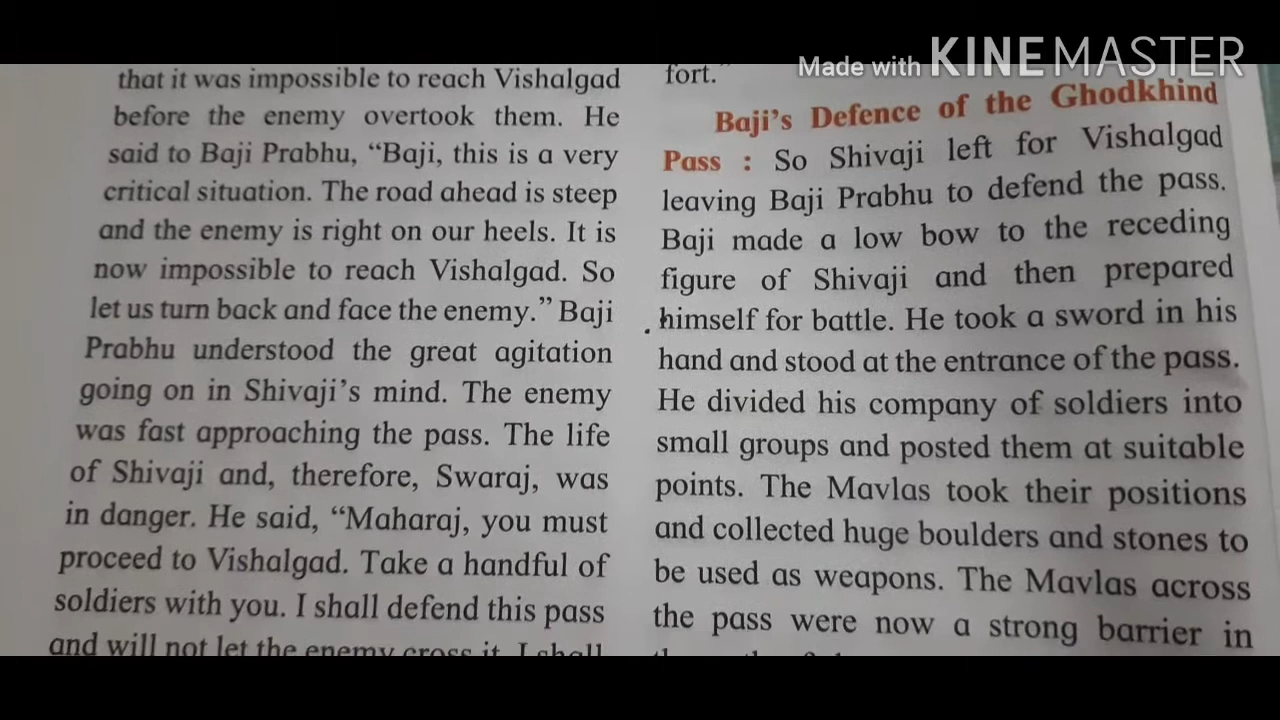 Made with KINEMASTER
that it was impossible to reach Vishalgad
before the enemy overtook them. He
said to Baji Prabhu, “Baji, this is a very
critical situation. The road ahead is steep
and the enemy is right on our heels. It is
now impossible to reach Vishalgad. So
let us turn back and face the enemy.” Baji
Prabhu understood the great agitation
going on in Shivaji’s mind. The enemy
was fast approaching the pass. The life
of Shivaji and, therefore, Swaraj, was
in danger. He said, “Maharaj, you must
proceed to Vishalgad. Take a handful of
soldiers with you. I shall defend this pass
and will not let the enemy cross it. I shall
fort.”
Baji’s Defence of the Ghodkhind
Pass : So Shivaji left for Vishalgad
leaving Baji Prabhu to defend the pass.
Baji made a low bow to the receding
figure of Shivaji and then prepared
himself for battle. He took a sword in his
hand and stood at the entrance of the pass.
He divided his company of soldiers into
small groups and posted them at suitable
points. The Mavlas took their positions
and collected huge boulders and stones to
be used as weapons. The Mavlas across
the pass were now a strong barrier in